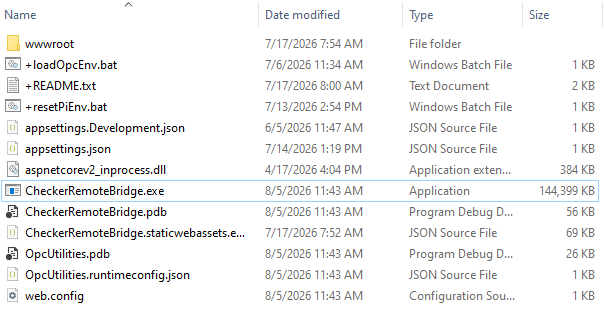 Name Date modified Type Size
wwwroot 7/17/2026 7:54 AM File folder
+loadOpcEnv.bat 7/6/2026 11:34 AM Windows Batch File 1 KB
+README.txt 7/17/2026 8:00 AM Text Document 2 KB
+resetPiEnv.bat 7/13/2026 2:54 PM Windows Batch File 1 KB
appsettings.Development.json 6/5/2026 11:47 AM JSON Source File 1 KB
appsettings.json 7/14/2026 1:19 PM JSON Source File 1 KB
aspnetcorev2_inprocess.dll 4/17/2026 4:04 PM Application exten... 384 KB
CheckerRemoteBridge.exe 8/5/2026 11:43 AM Application 144,399 KB
CheckerRemoteBridge.pdb 8/5/2026 11:43 AM Program Debug D... 56 KB
CheckerRemoteBridge.staticwebassets.e... 7/17/2026 7:52 AM JSON Source File 69 KB
OpcUtilities.pdb 8/5/2026 11:43 AM Program Debug D... 26 KB
OpcUtilities.runtimeconfig.json 8/5/2026 11:43 AM JSON Source File 1 KB
web.config 8/5/2026 11:43 AM Configuration Sou... 1 KB